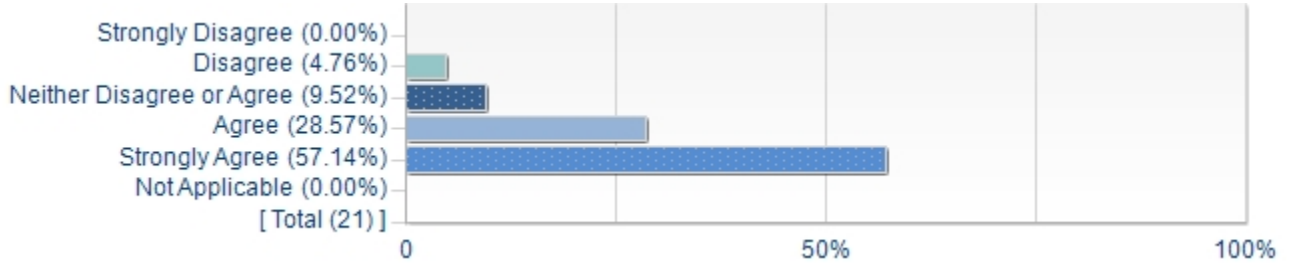 Strongly Disagree (0.00%)
Disagree (4.76%)
Neither Disagree or Agree (9.52%)
Agree (28.57%)
Strongly Agree (57.14%)
Not Applicable (0.00%)
[ Total (21) ]
0 50% 100%